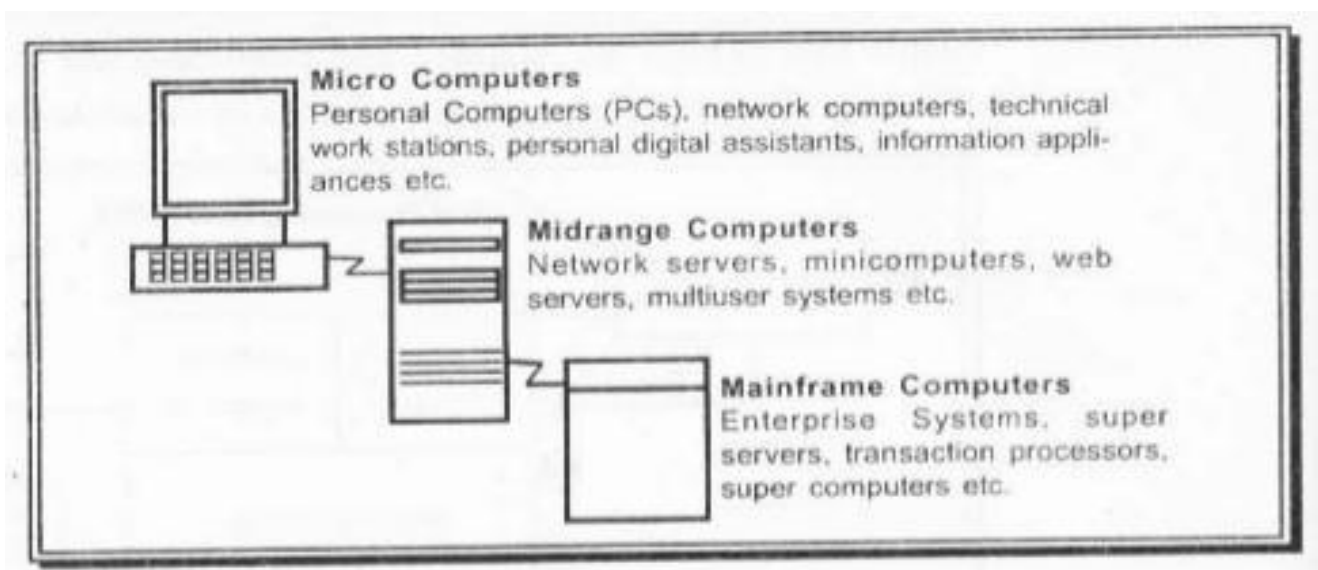 Micro Computers
Personal Computers (PCs), network computers, technical
work stations, personal digital assistants, information appli-
ances etc.
Midrange Computers
Network servers, minicomputers, web
servers, multiuser systems etc.
Mainframe Computers
Enterprise Systems, super
servers, transaction processors,
super computers etc.